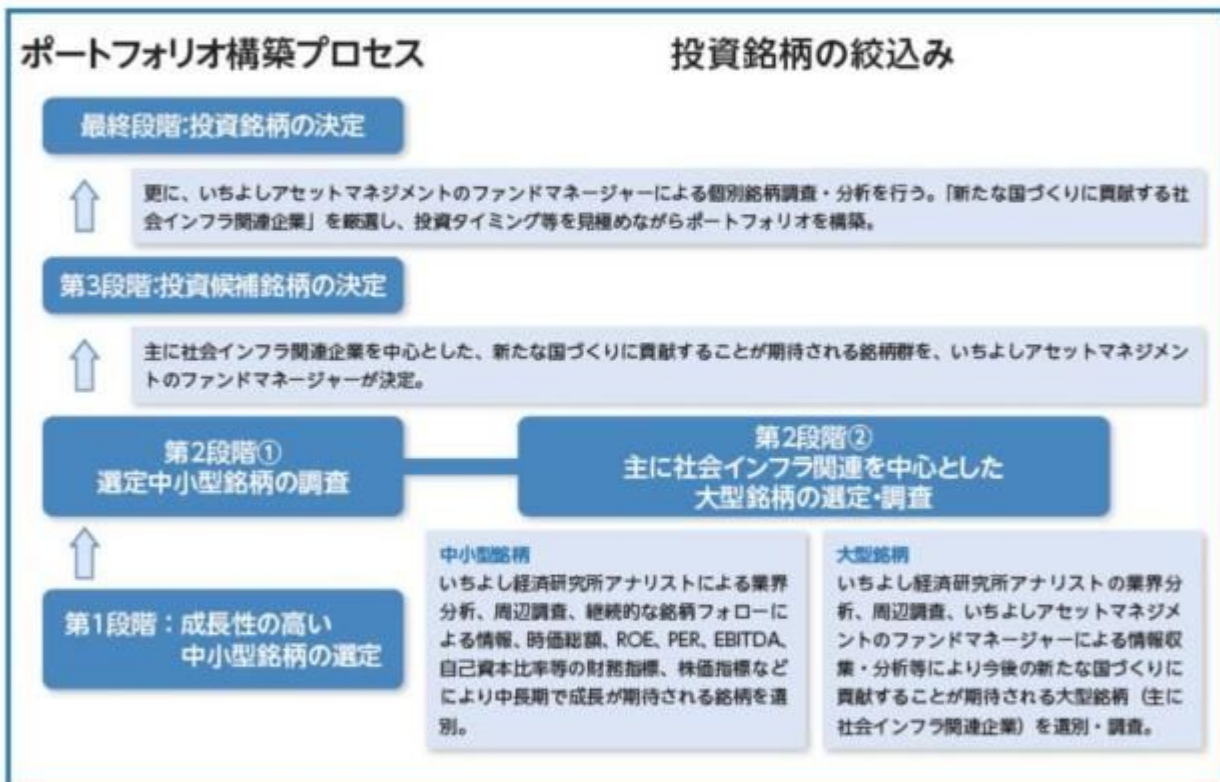 ポートフォリオ構築プロセス
投資銘柄の絞込み
最終段階:投資銘柄の決定
更に、いちよしアセットマネジメントのファンドマネージャーによる個別銘柄調査・分析を行う。「新たな国づくりに貢献する社
会インフラ関連企業」を厳選し、投資タイミング等を見極めながらポートフォリオを構築。
第3段階:投資候補銘柄の決定
主に社会インフラ関連企業を中心とした、新たな国づくりに貢献することが期待される銘柄群を、いちよしアセットマネジメン
トのファンドマネージャーが決定。
第2段階①
選定中小型銘柄の調査
第2段階②
主に社会インフラ関連を中心とした
大型銘柄の選定・調査
第1段階:成長性の高い
中小型銘柄の選定
中小型銘柄
いちよし経済研究所アナリストによる業界
分析、周辺調査、継続的な銘柄フォローに
よる情報、時価総額、ROE、PER、EBITDA、
自己資本比率等の財務指標、株価指標など
により中長期で成長が期待される銘柄を選
別。
大型銘柄
いちよし経済研究所アナリストの業界分
析、周辺調査、いちよしアセットマネジメ
ントのファンドマネージャーによる情報収
集・分析等により今後の新たな国づくりに
貢献することが期待される大型銘柄（主に
社会インフラ関連企業）を選別・調査。